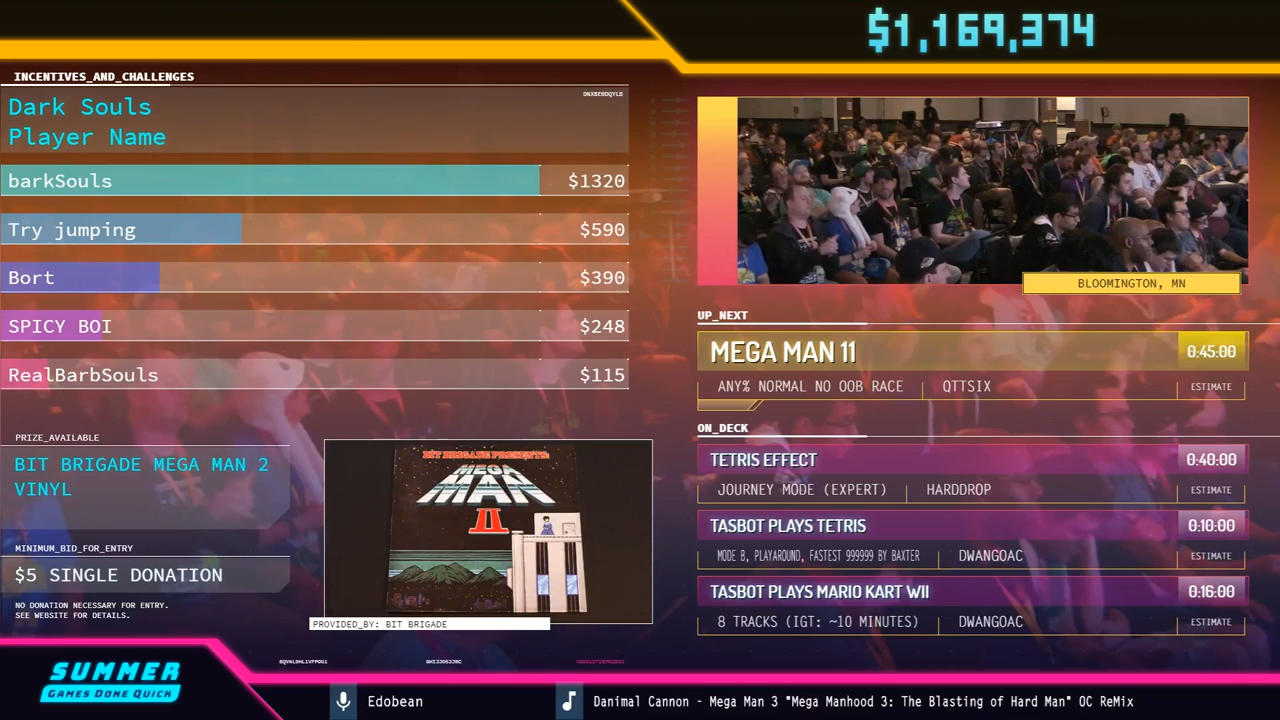 $1,169,374
INCENTIVES_AND_CHALLENGES
Dark Souls
Player Name
barkSouls $1320
Try jumping $590
Bort $390
SPICY BOI $248
RealBarbSouls $115
BLOOMINGTON, MN
UP_NEXT
MEGA MAN 11 0:45:00
ANY% NORMAL NO OOB RACE QTTSIX ESTIMATE
ON_DECK
TETRIS EFFECT 0:40:00
JOURNEY MODE (EXPERT) HARDDROP ESTIMATE
TASBOT PLAYS TETRIS 0:10:00
MODE B, PLAYAROUND, FASTEST 999999 BY BAXTER DWANGOAC ESTIMATE
TASBOT PLAYS MARIO KART WII 0:16:00
8 TRACKS (IGT: ~10 MINUTES) DWANGOAC ESTIMATE
PRIZE_AVAILABLE
BIT BRIGADE MEGA MAN 2
VINYL
MINIMUM_BID_FOR_ENTRY
$5 SINGLE DONATION
NO DONATION NECESSARY FOR ENTRY.
SEE WEBSITE FOR DETAILS.
BIT BRIGADE PRESENTS:
MEGA
MAN
II
PROVIDED_BY: BIT BRIGADE
SUMMER
GAMES DONE QUICK
Edobean
Danimal Cannon - Mega Man 3 "Mega Manhood 3: The Blasting of Hard Man" OC ReMix